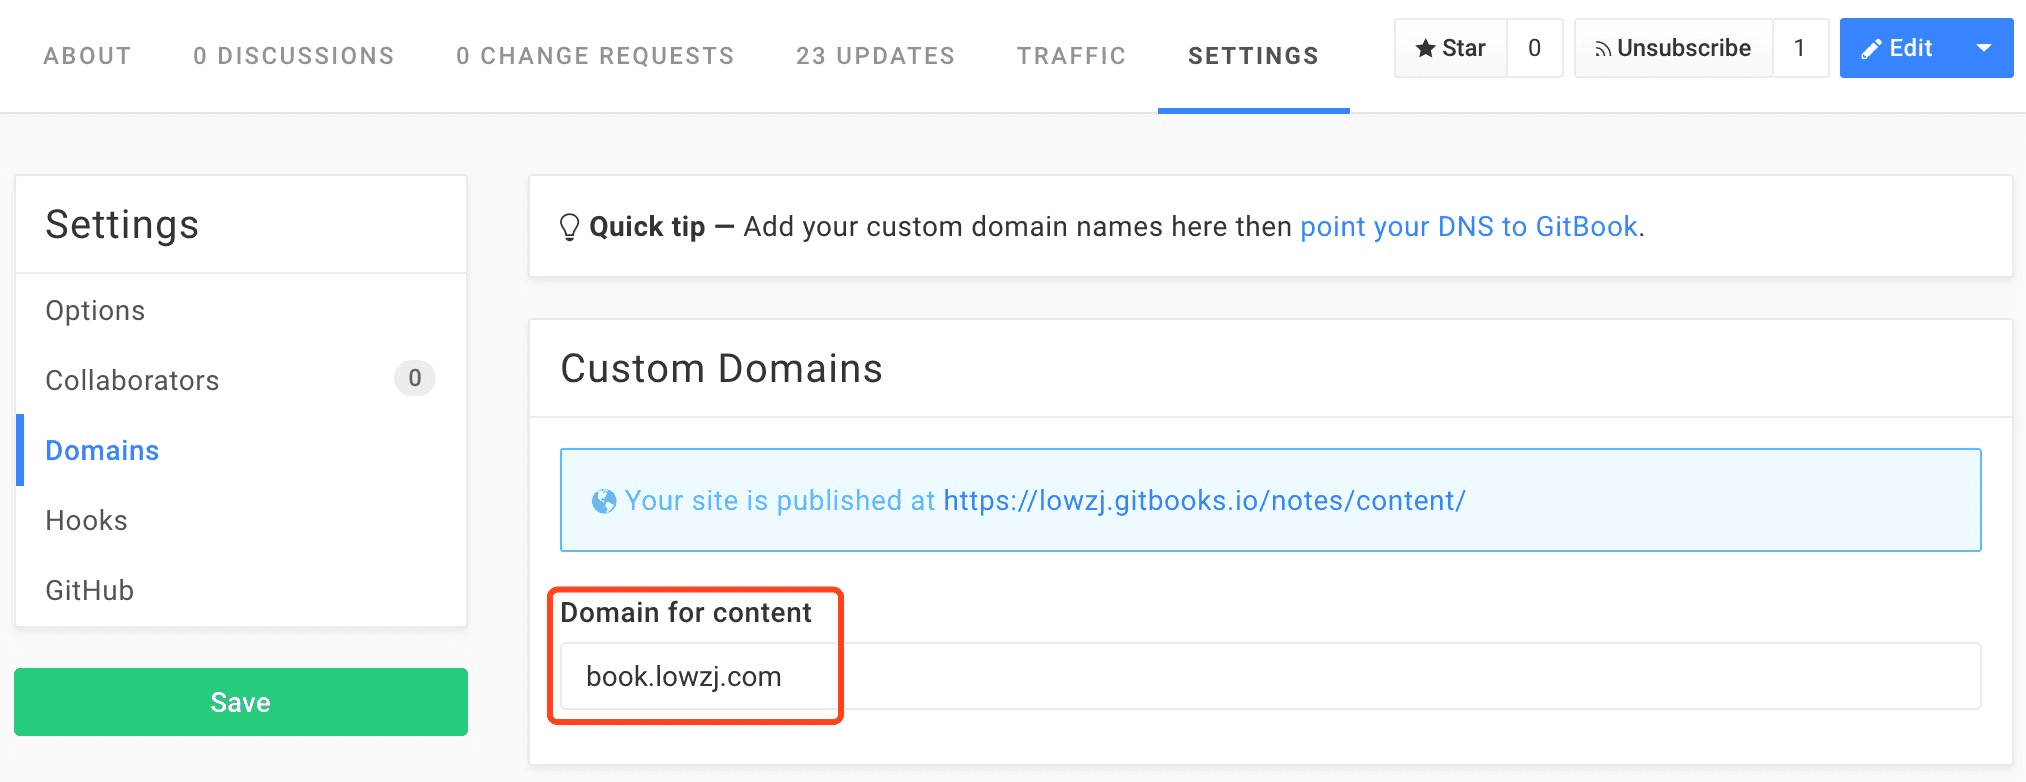 ABOUT 0 DISCUSSIONS 0 CHANGE REQUESTS 23 UPDATES TRAFFIC SETTINGS Star 0 Unsubscribe 1 Edit
Settings
Options
Collaborators 0
Domains
Hooks
GitHub
Save
Quick tip — Add your custom domain names here then point your DNS to GitBook.
Custom Domains
Your site is published at https://lowzj.gitbooks.io/notes/content/
Domain for content
book.lowzj.com